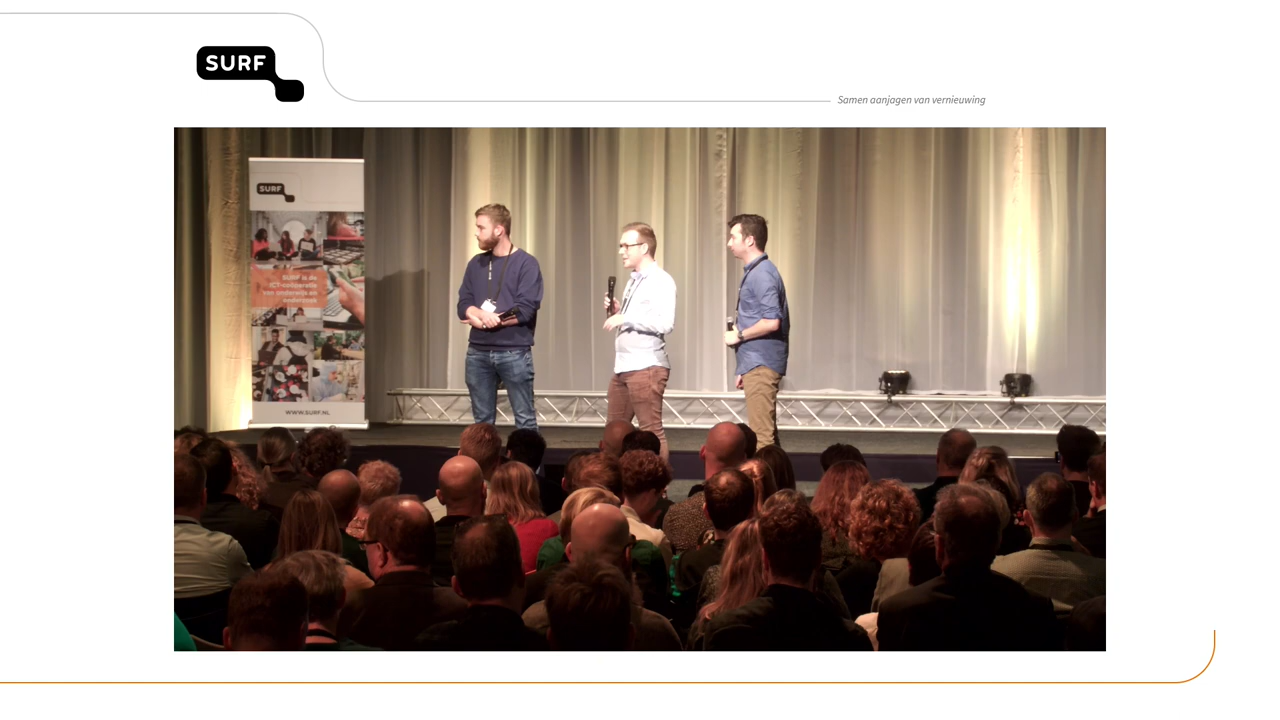 SURF
Samen aanjagen van vernieuwing
SURF
SURF is de
ICT-coöperatie
van onderwijs en
onderzoek
WWW.SURF.NL